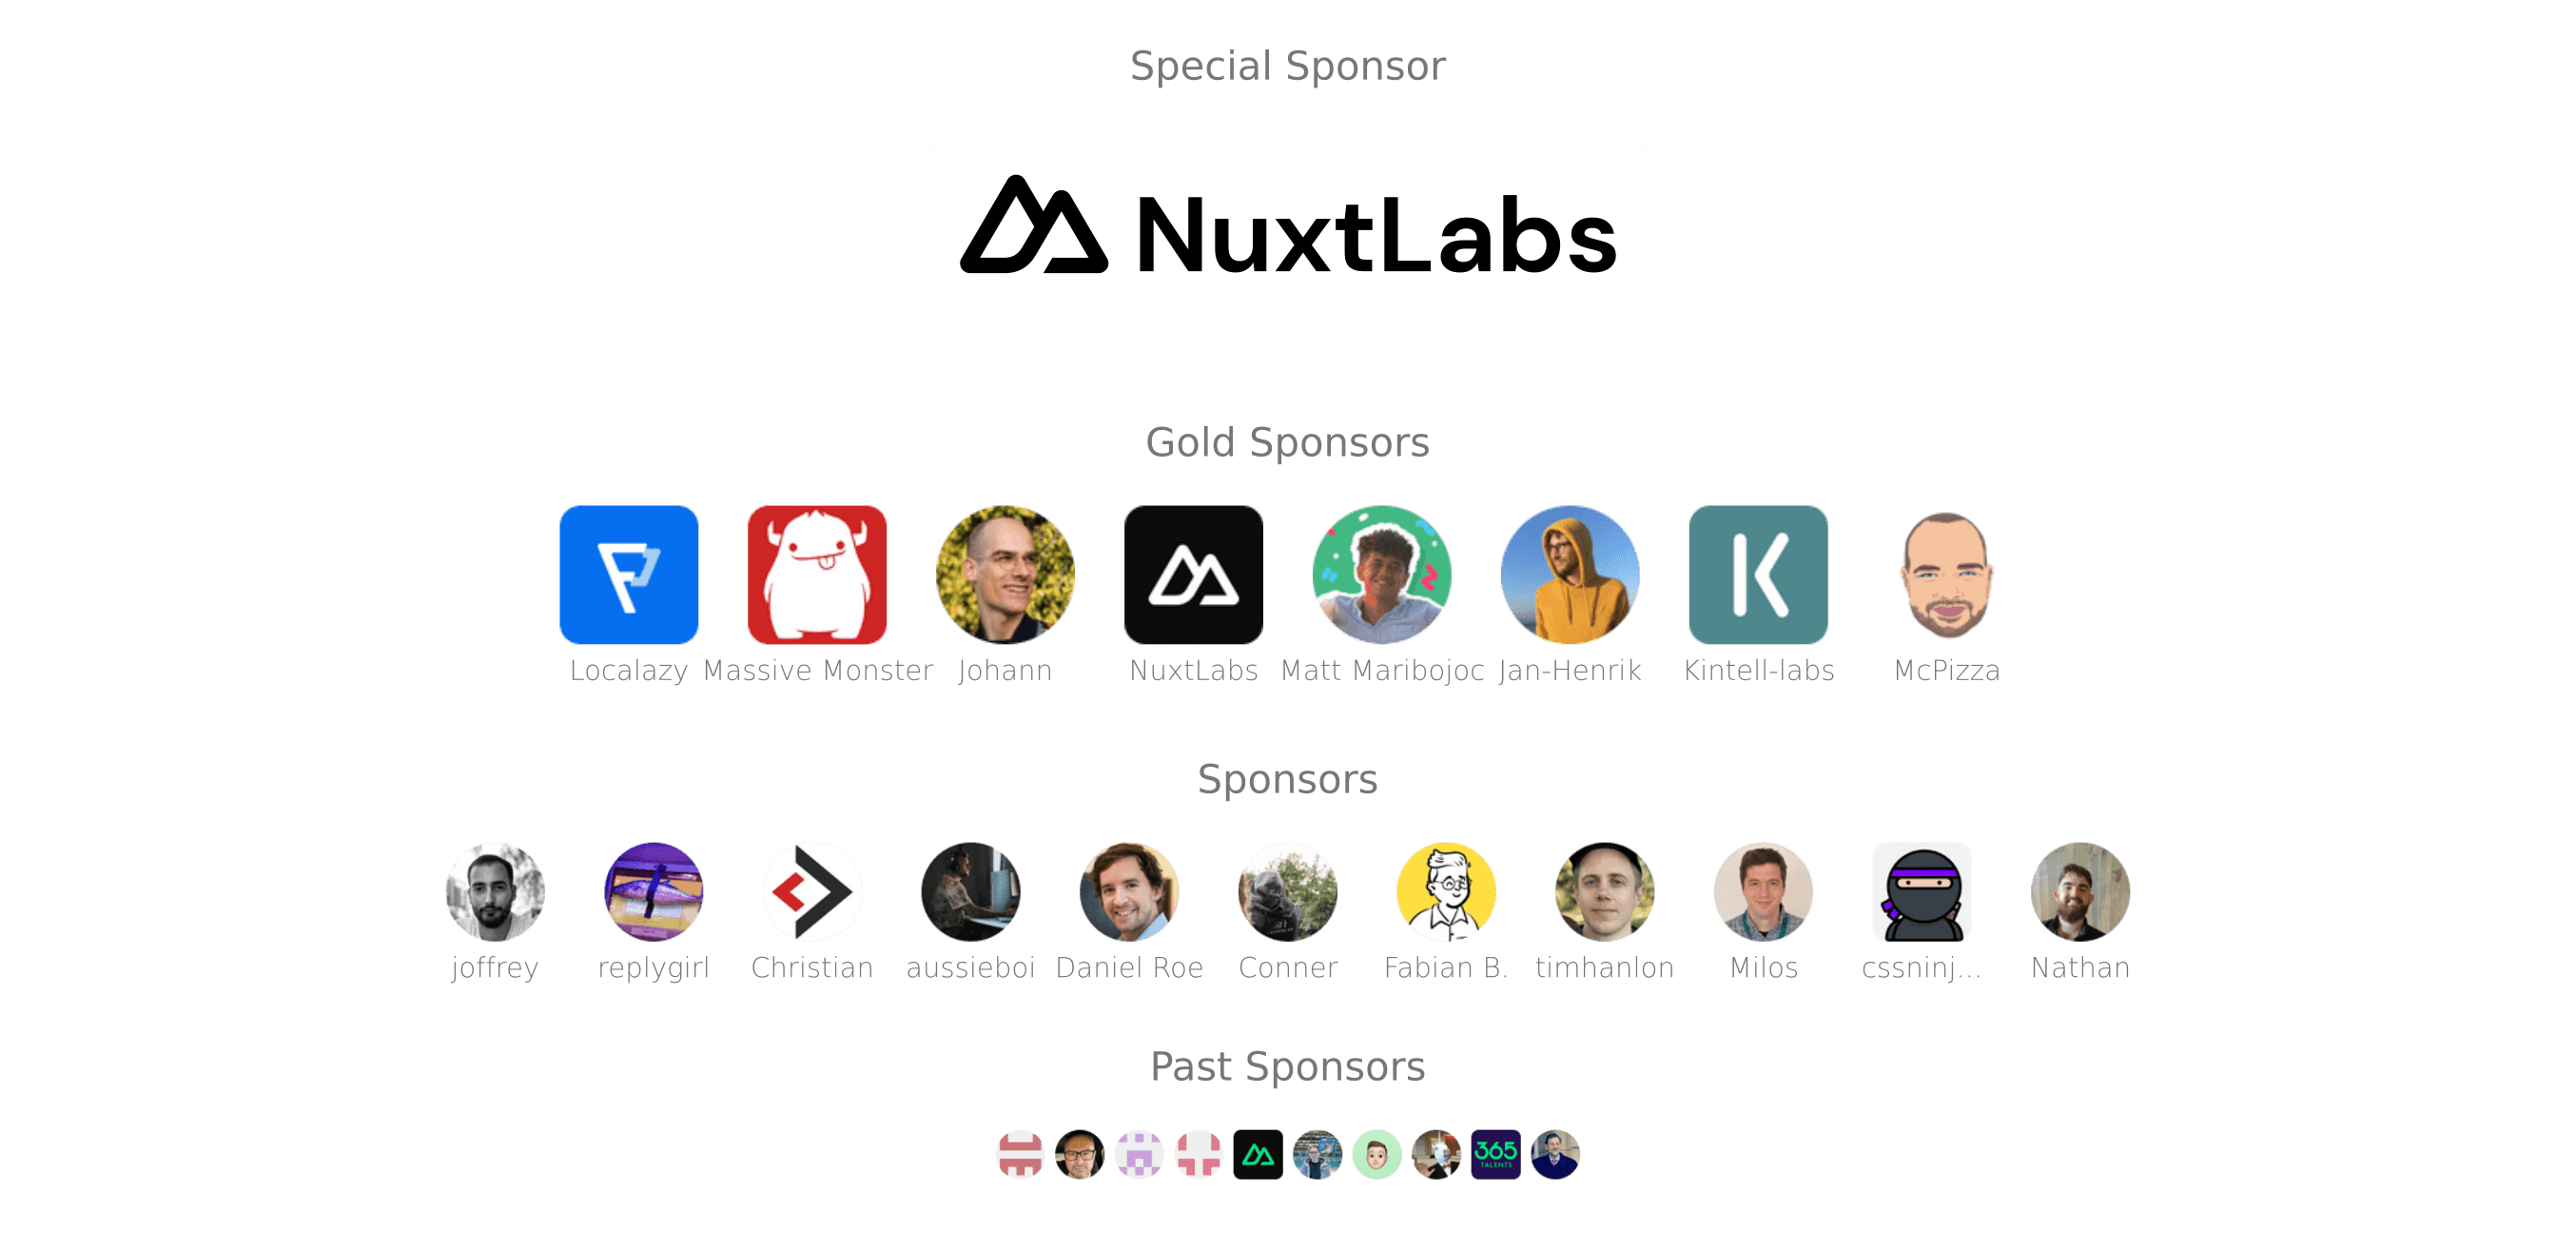 Special Sponsor
NuxtLabs
Gold Sponsors
Localazy Massive Monster Johann NuxtLabs Matt Maribojoc Jan-Henrik Kintell-labs McPizza
Sponsors
joffrey replygirl Christian aussieboi Daniel Roe Conner Fabian B. timhanlon Milos cssninj... Nathan
Past Sponsors
365
TALENTS